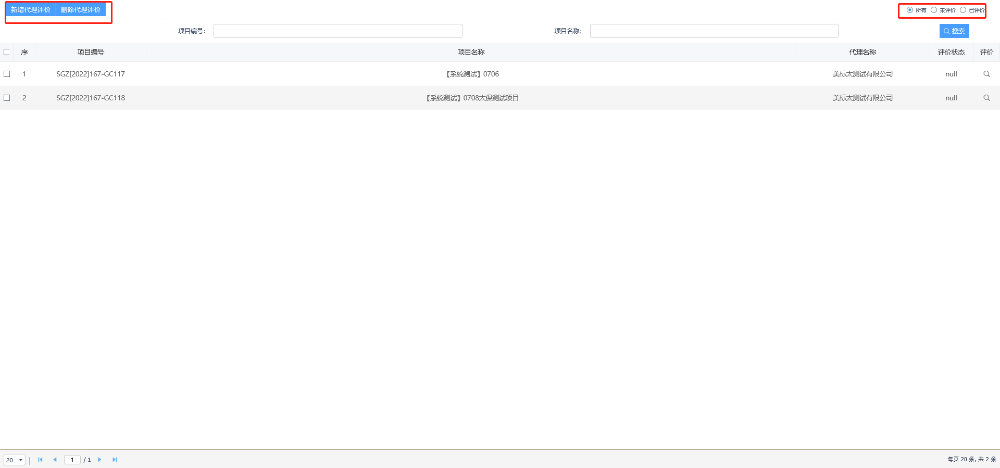 新增代理评价 删除代理评价 所有 未评价 已评价
项目编号： 项目名称： 搜索
序 项目编号 项目名称 代理名称 评价状态 评价
1 SGZ[2022]167-GC117 【系统测试】0706 美标太测试有限公司 null
2 SGZ[2022]167-GC118 【系统测试】0708太保测试项目 美标太测试有限公司 null
20 1 / 1 每页 20 条, 共 2 条